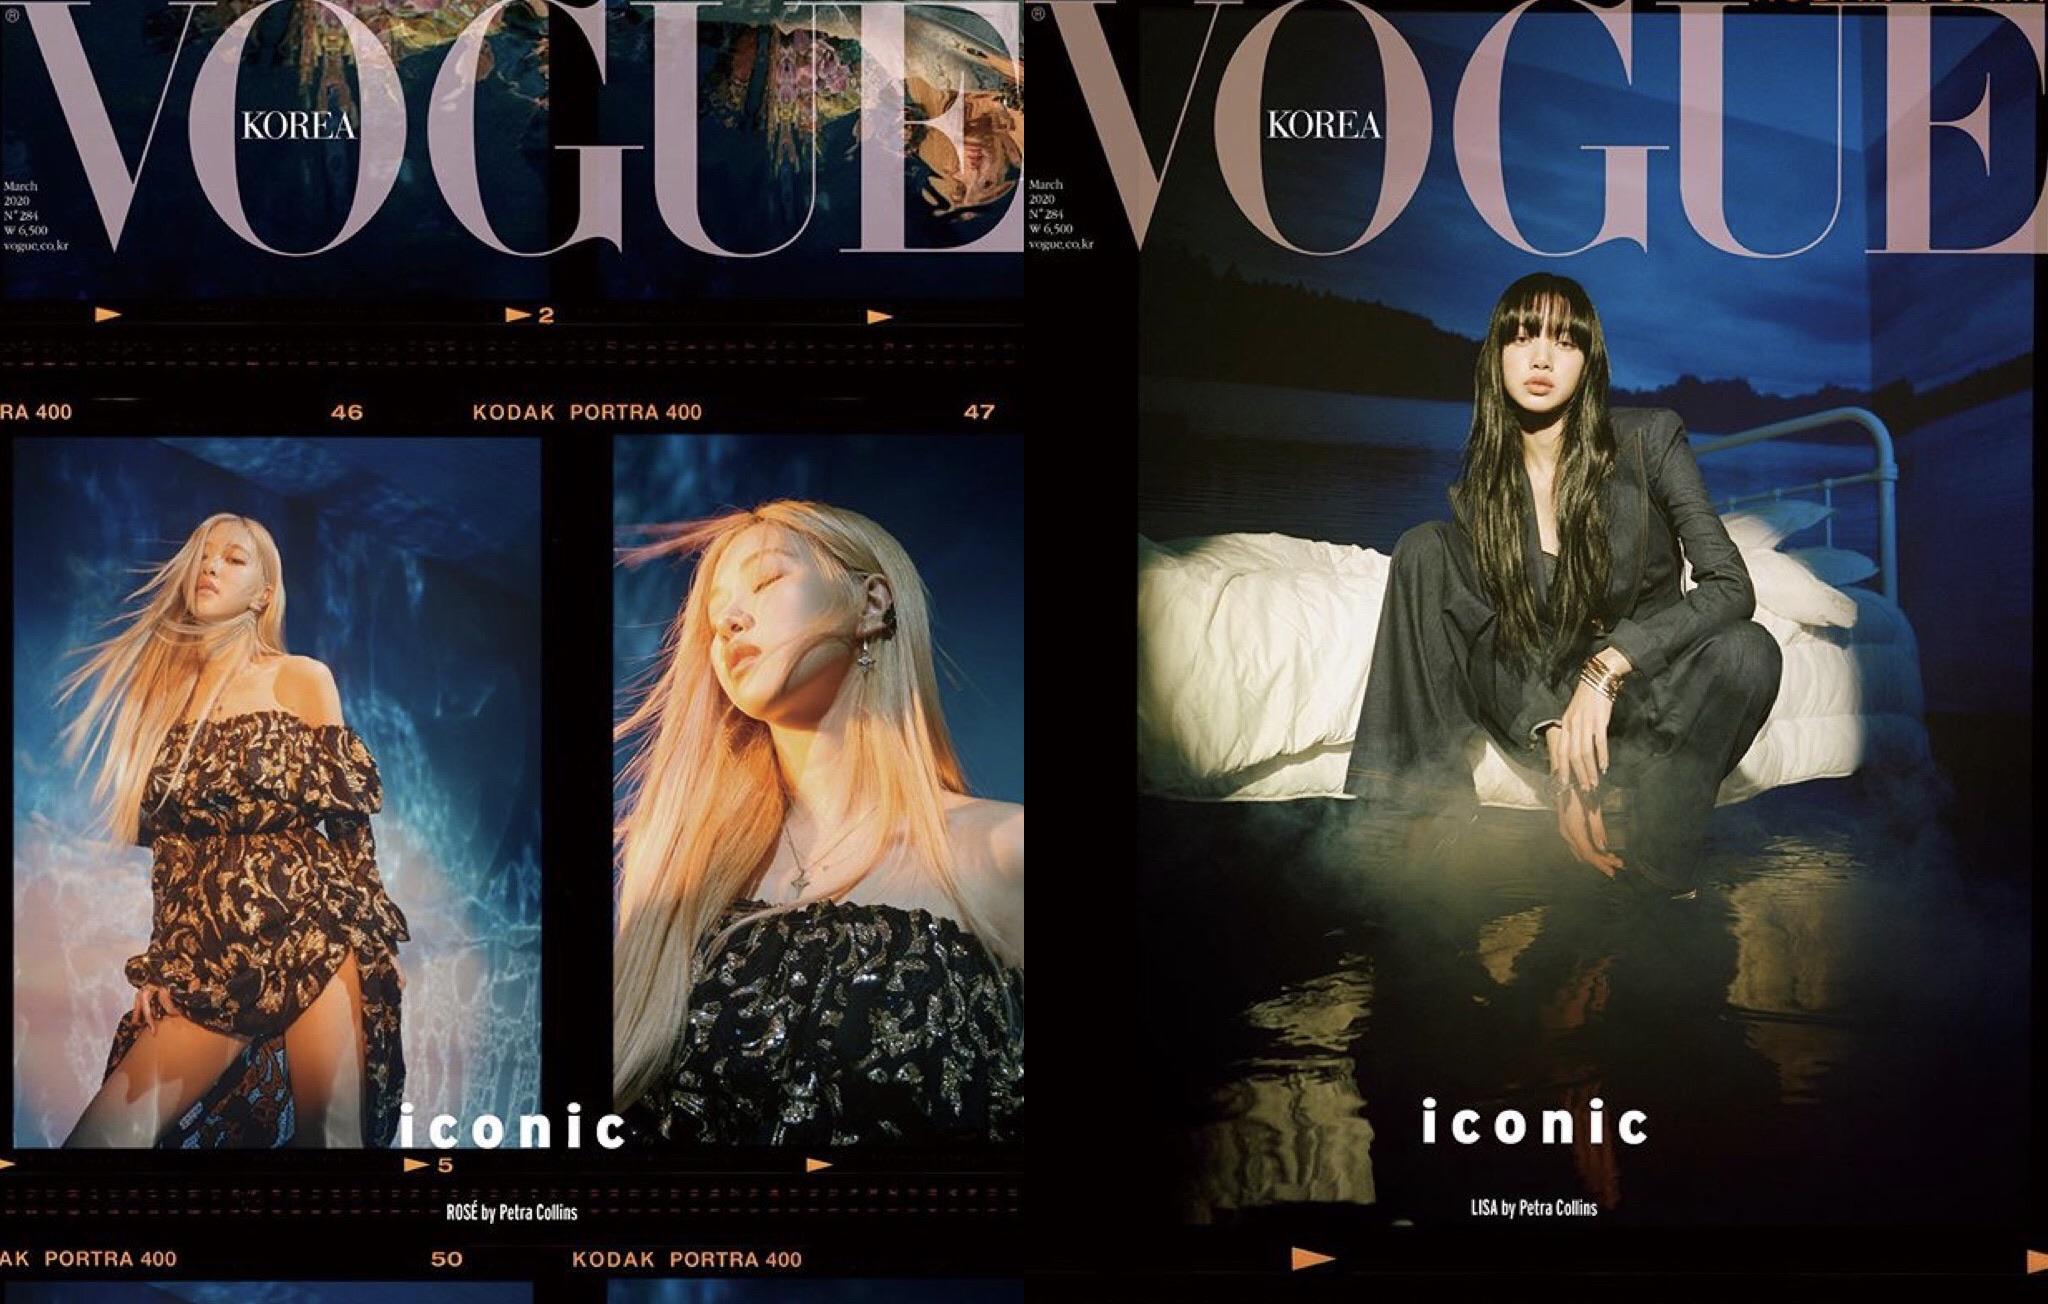 VOGUE
KOREA
March
2020
N°284
₩ 6,500
vogue.co.kr
2
RA 400
46
KODAK PORTRA 400
47
iconic
5
ROSÉ by Petra Collins
AK PORTRA 400
50
KODAK PORTRA 400
VOGUE
KOREA
March
2020
N°284
₩ 6,500
vogue.co.kr
iconic
LISA by Petra Collins